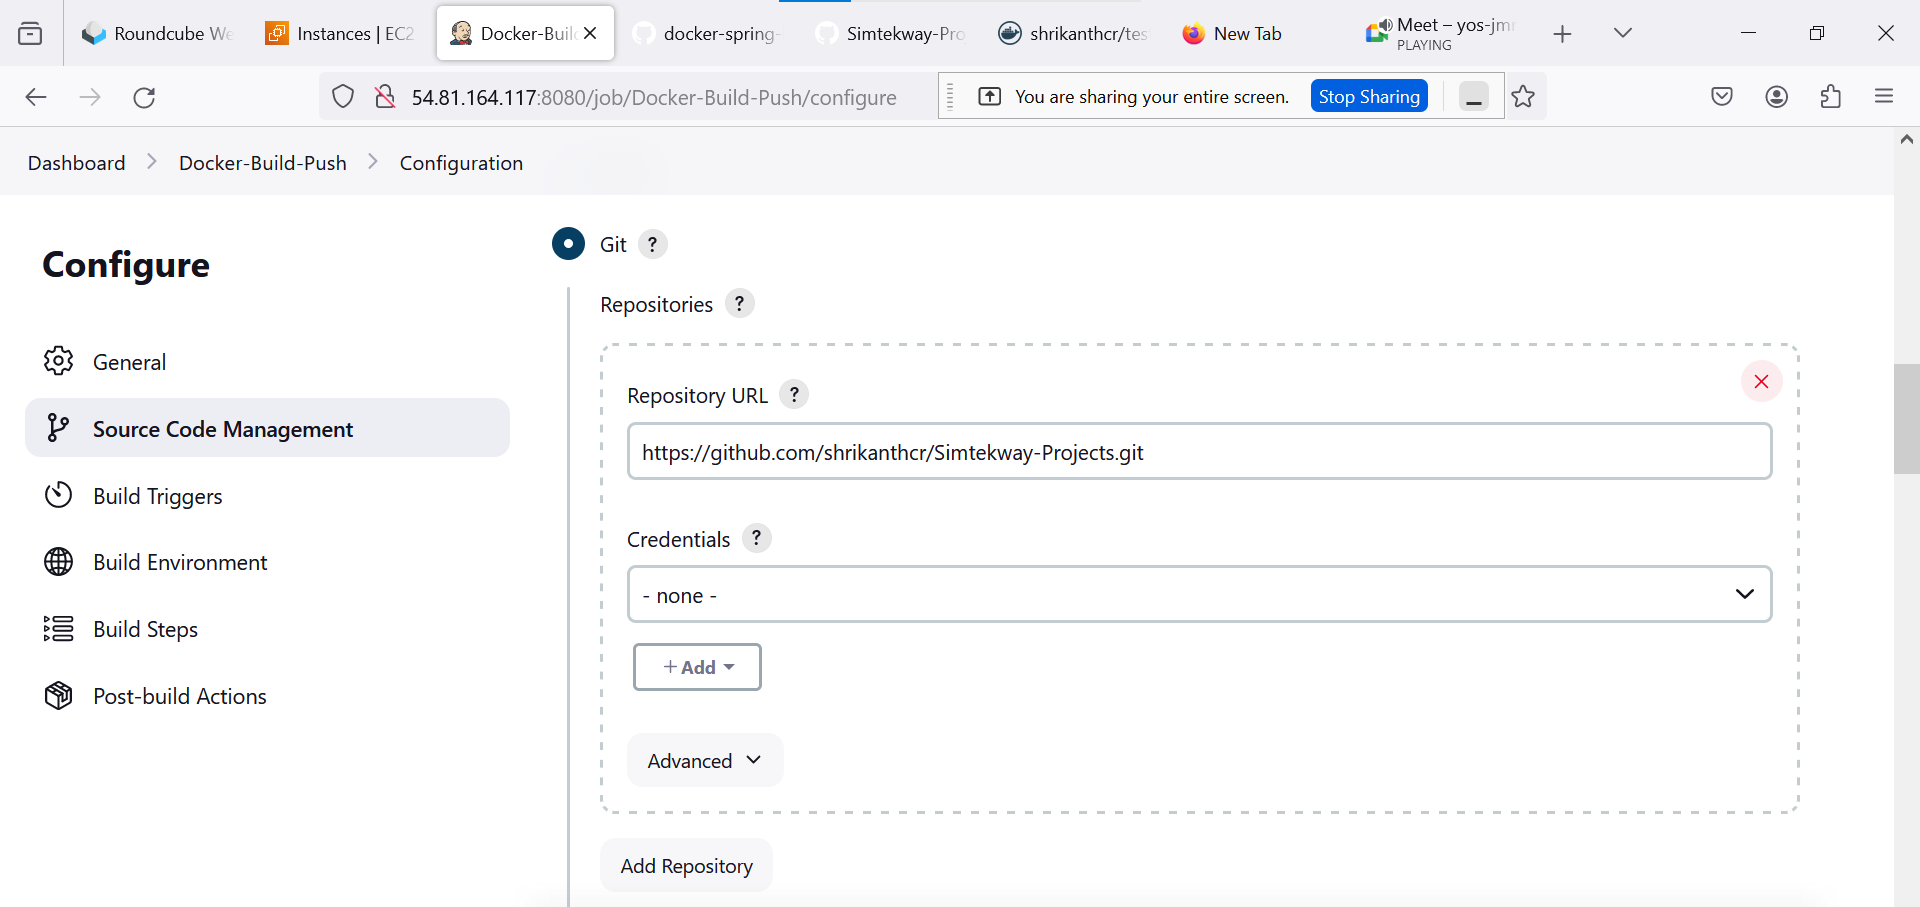 Roundcube We
Instances | EC2
Docker-Buil
docker-spring-
Simtekway-Pro
shrikanthcr/tes
New Tab
Meet – yos-jm
PLAYING
54.81.164.117:8080/job/Docker-Build-Push/configure
You are sharing your entire screen.
Stop Sharing
Dashboard
Docker-Build-Push
Configuration
Configure
General
Source Code Management
Build Triggers
Build Environment
Build Steps
Post-build Actions
Git ?
Repositories ?
Repository URL ?
https://github.com/shrikanthcr/Simtekway-Projects.git
Credentials ?
- none -
+ Add
Advanced
Add Repository